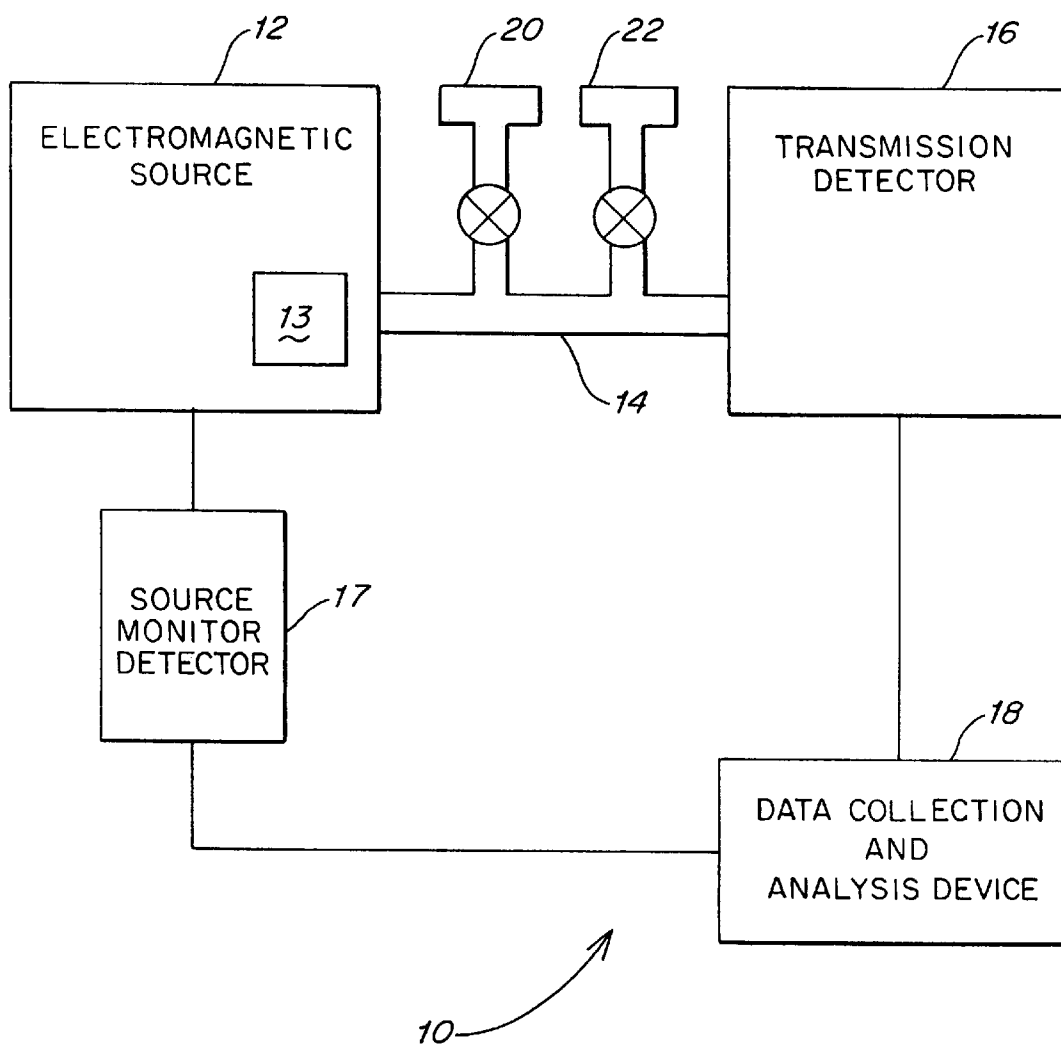 12
20
22
16
ELECTROMAGNETIC
SOURCE
TRANSMISSION
DETECTOR
13
14
SOURCE
MONITOR
DETECTOR
17
18
DATA COLLECTION
AND
ANALYSIS DEVICE
10